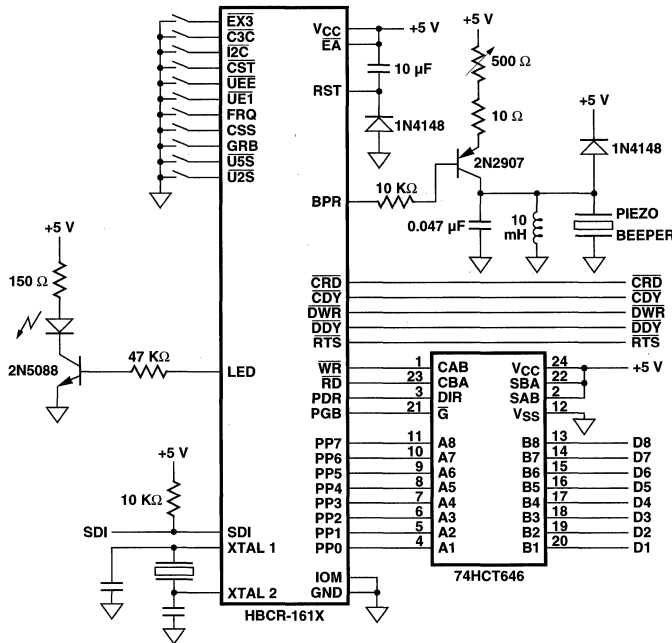 EX3
C3C
I2C
CST
UEE
UE1
FRQ
CSS
GRB
U5S
U2S
VCC
EA
RST
BPR
+5 V
10 µF
1N4148
500 Ω
10 Ω
2N2907
10 KΩ
0.047 µF
10 mH
+5 V
1N4148
PIEZO BEEPER
+5 V
150 Ω
2N5088
47 KΩ
LED
CRD CRD
CDY CDY
DWR DWR
DDY DDY
RTS RTS
WR 1 CAB VCC 24 +5 V
RD 23 CBA SBA 22
PDR 3 DIR SAB 2
PGB 21 G VSS 12
PP7 11 A8 B8 13 D8
PP6 10 A7 B7 14 D7
PP5 9 A6 B6 15 D6
PP4 8 A5 B5 16 D5
PP3 7 A4 B4 17 D4
PP2 6 A3 B3 18 D3
PP1 5 A2 B2 19 D2
PP0 4 A1 B1 20 D1
74HCT646
+5 V
10 KΩ
SDI SDI
XTAL 1
XTAL 2
IOM
GND
HBCR-161X